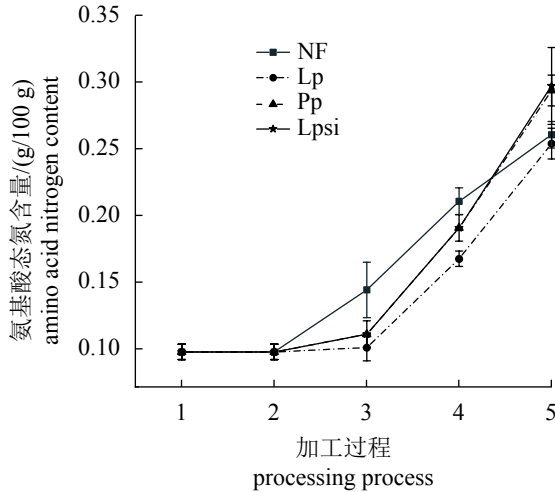 0.35
0.30
0.25
0.20
0.15
0.10
氨基酸态氮含量/(g/100 g)
amino acid nitrogen content
NF
Lp
Pp
Lpsi
1 2 3 4 5
加工过程
processing process